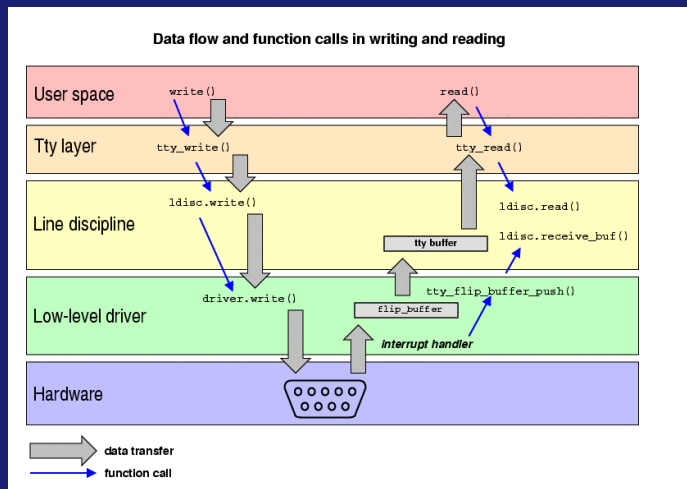 Data flow and function calls in writing and reading
User space
write()
read()
Tty layer
tty_write()
tty_read()
Line discipline
ldisc.write()
ldisc.read()
tty buffer
ldisc.receive_buf()
Low-level driver
driver.write()
tty_flip_buffer_push()
flip_buffer
interrupt handler
Hardware
data transfer
function call